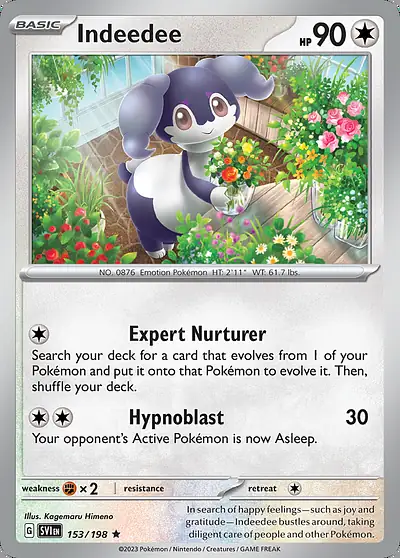 BASIC
Indeedee HP 90
NO. 0876 Emotion Pokémon HT: 2'11" WT: 61.7 lbs.
Expert Nurturer
Search your deck for a card that evolves from 1 of your
Pokémon and put it onto that Pokémon to evolve it. Then,
shuffle your deck.
Hypnoblast 30
Your opponent's Active Pokémon is now Asleep.
weakness ×2 resistance retreat
Illus. Kagemaru Himeno
G SVI EN 153/198 ★
In search of happy feelings—such as joy and
gratitude—Indeedee bustles around, taking
diligent care of people and other Pokémon.
©2023 Pokémon / Nintendo / Creatures / GAME FREAK